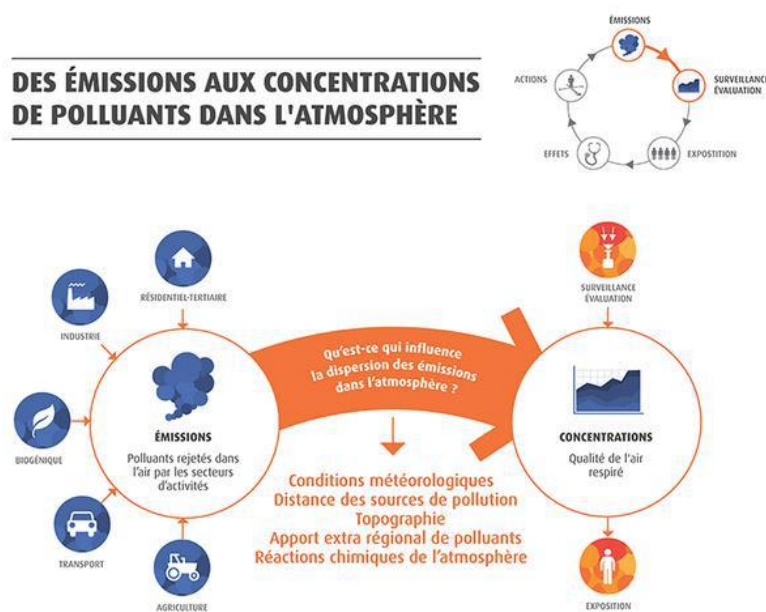 DES ÉMISSIONS AUX CONCENTRATIONS
DE POLLUANTS DANS L'ATMOSPHÈRE
ÉMISSIONS
SURVEILLANCE
ÉVALUATION
EXPOSTITION
EFFETS
ACTIONS
RÉSIDENTIEL-TERTIAIRE
INDUSTRIE
BIOGÉNIQUE
TRANSPORT
AGRICULTURE
ÉMISSIONS
Polluants rejetés dans
l'air par les secteurs
d'activités
Qu'est-ce qui influence
la dispersion des émissions
dans l'atmosphère ?
Conditions météorologiques
Distance des sources de pollution
Topographie
Apport extra régional de polluants
Réactions chimiques de l'atmosphère
SURVEILLANCE
ÉVALUATION
CONCENTRATIONS
Qualité de l'air
respiré
EXPOSITION